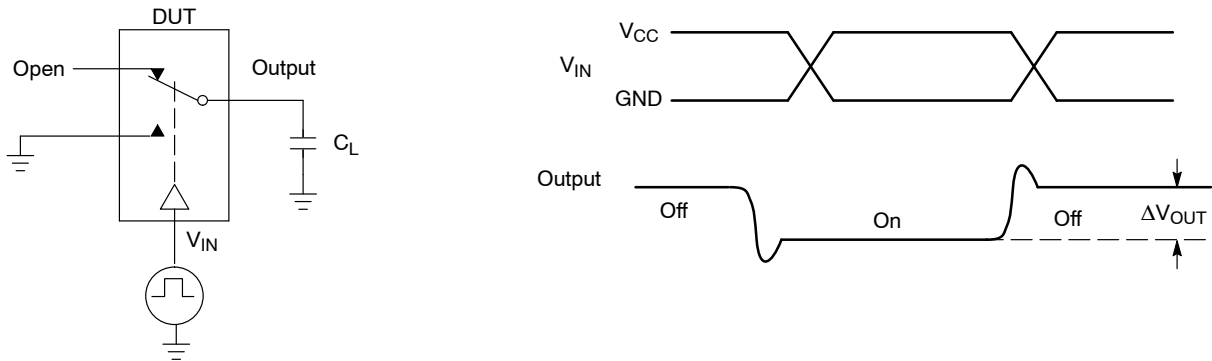 DUT
Open
Output
C_L
V_IN
V_CC
V_IN
GND
Output
Off
On
Off
ΔV_OUT